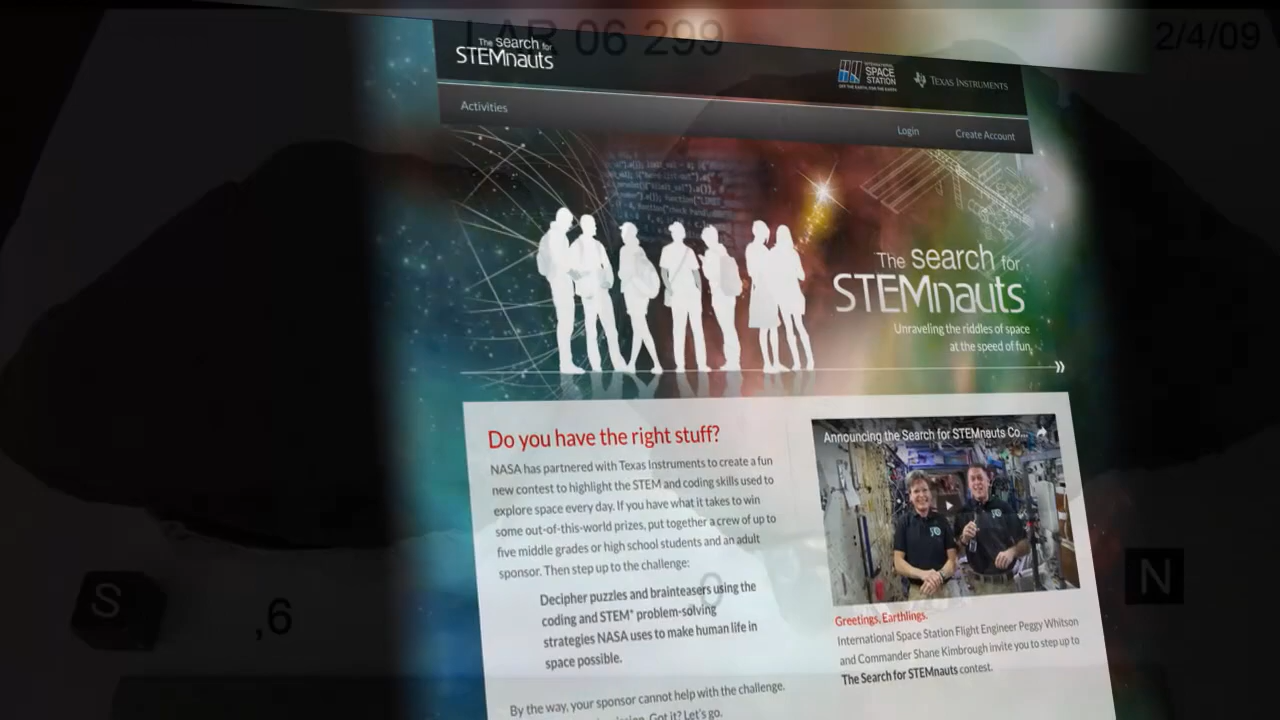 LAR 06 299
2/4/09
The search for
STEMnauts
INTERNATIONAL
SPACE
STATION
OFF THE EARTH, FOR THE EARTH
TEXAS INSTRUMENTS
Activities
Login
Create Account
The search for
STEMnauts
Unraveling the riddles of space
at the speed of fun.
Do you have the right stuff?
NASA has partnered with Texas Instruments to create a fun
new contest to highlight the STEM and coding skills used to
explore space every day. If you have what it takes to win
some out-of-this-world prizes, put together a crew of up to
five middle grades or high school students and an adult
sponsor. Then step up to the challenge:
Decipher puzzles and brainteasers using the
coding and STEM* problem-solving
strategies NASA uses to make human life in
space possible.
By the way, your sponsor cannot help with the challenge.
Got it? Let's go.
Announcing the Search for STEMnauts Co...
Greetings, Earthlings.
International Space Station Flight Engineer Peggy Whitson
and Commander Shane Kimbrough invite you to step up to
The Search for STEMnauts contest.
S
,6
0
N